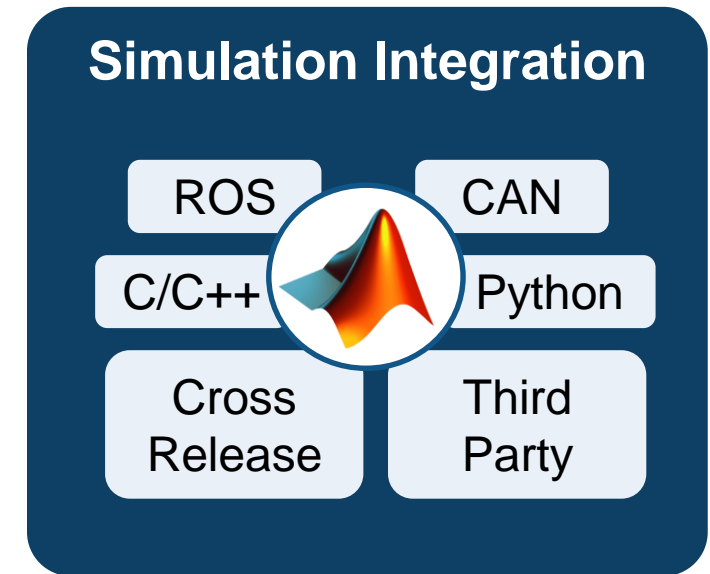 Simulation Integration
ROS
CAN
C/C++
Python
Cross
Release
Third
Party